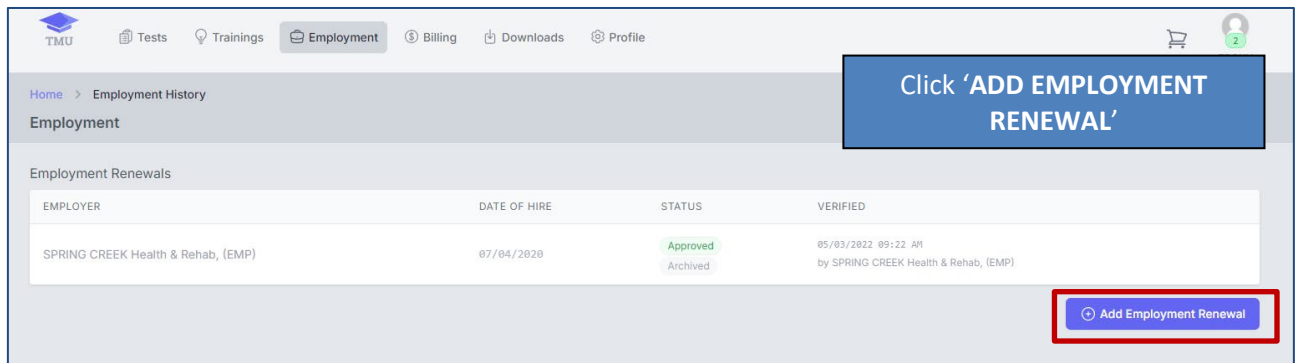 TMU
Tests
Trainings
Employment
Billing
Downloads
Profile
2
Click ‘ADD EMPLOYMENT
RENEWAL’
Home > Employment History
Employment
Employment Renewals
EMPLOYER DATE OF HIRE STATUS VERIFIED
SPRING CREEK Health & Rehab, (EMP) 07/04/2020 Approved 05/03/2022 09:22 AM
Archived by SPRING CREEK Health & Rehab, (EMP)
Add Employment Renewal